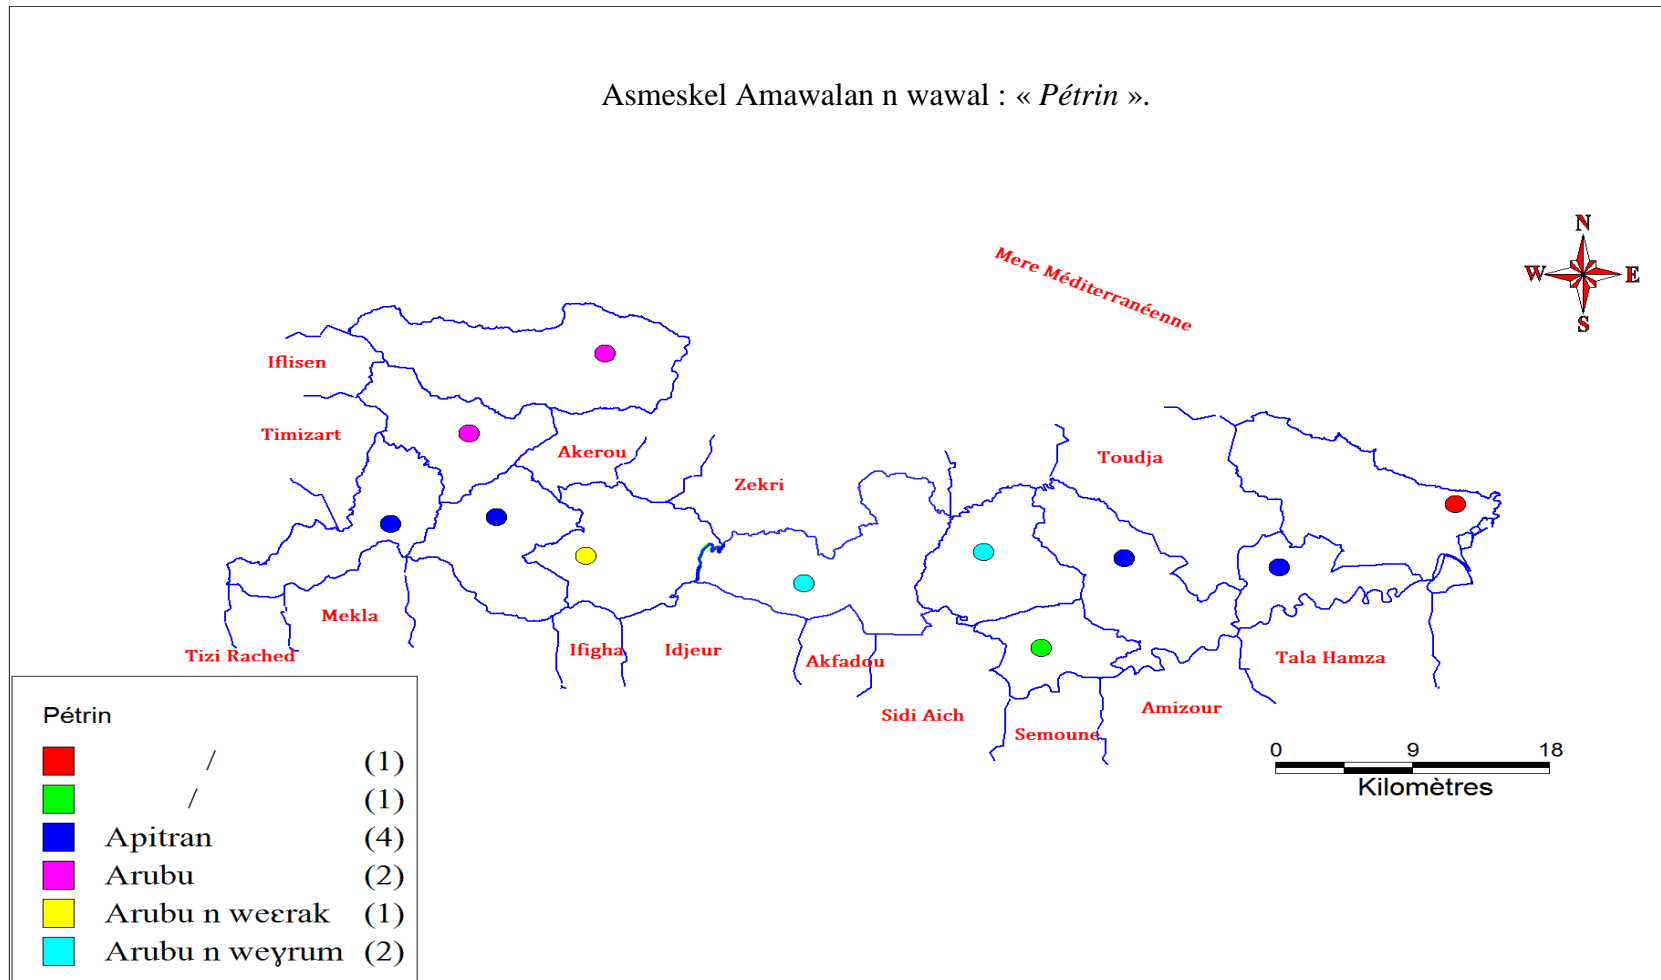 Asmeskel Amawalan n wawal : « Pétrin ».
N
W E
S
Mere Méditerranéenne
Iflisen
Timizart
Akerou
Toudja
Zekri
Mekla
Tizi Rached
Ifigha
Idjeur
Akfadou
Tala Hamza
Sidi Aich
Amizour
Semoune
0 9 18
Kilomètres
Pétrin
/ (1)
/ (1)
Apitran (4)
Arubu (2)
Arubu n weɛrak (1)
Arubu n weɣrum (2)